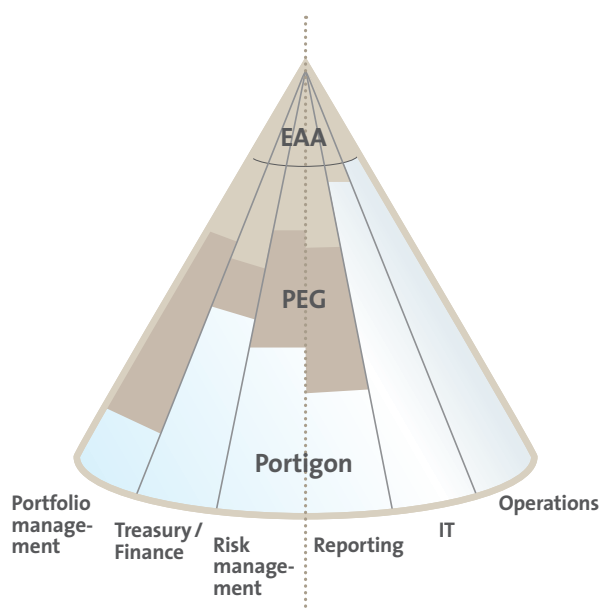 EAA
PEG
Portigon
Portfolio
manage-
ment
Treasury/
Finance
Risk
manage-
ment
Reporting
IT
Operations